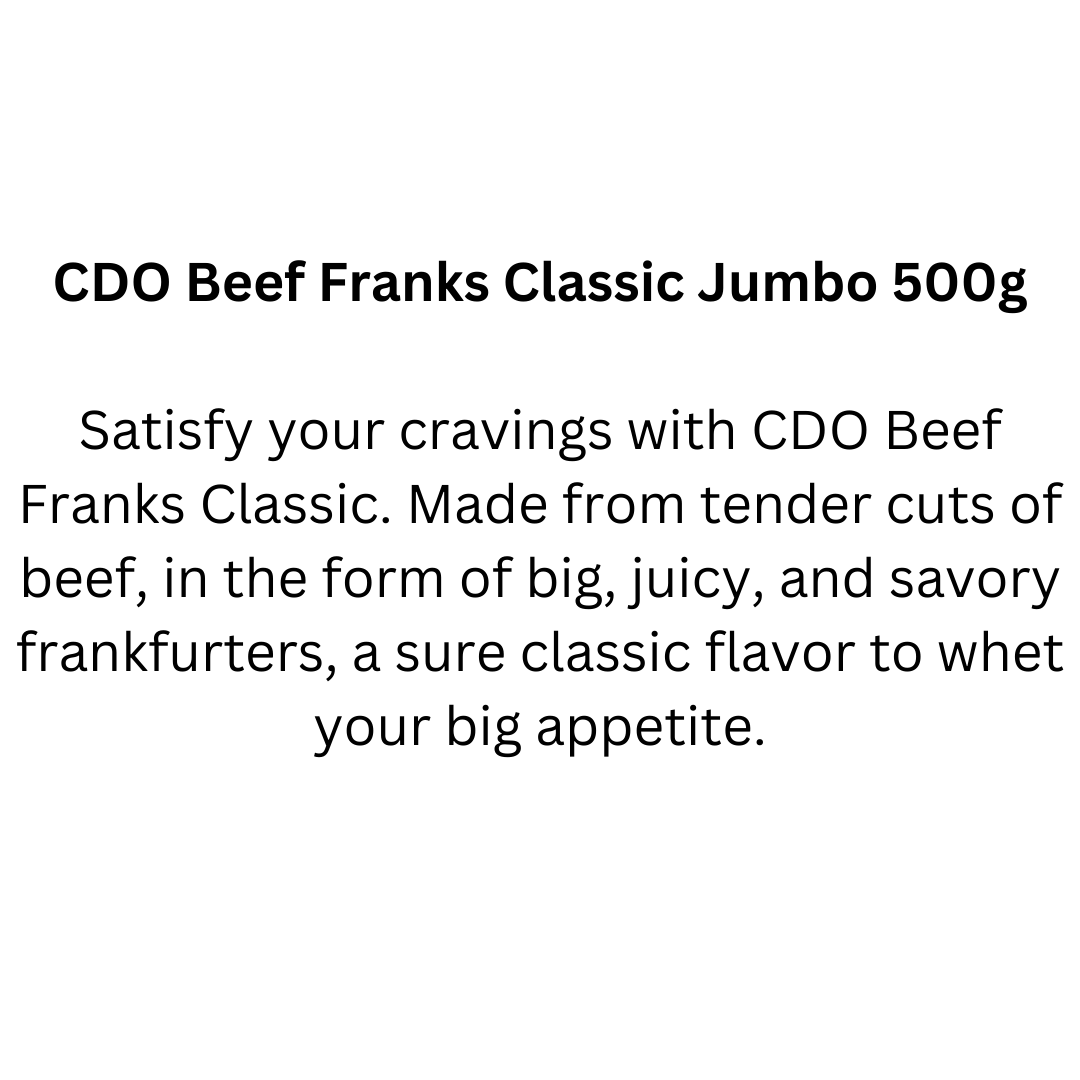 CDO Beef Franks Classic Jumbo 500g
Satisfy your cravings with CDO Beef
Franks Classic. Made from tender cuts of
beef, in the form of big, juicy, and savory
frankfurters, a sure classic flavor to whet
your big appetite.